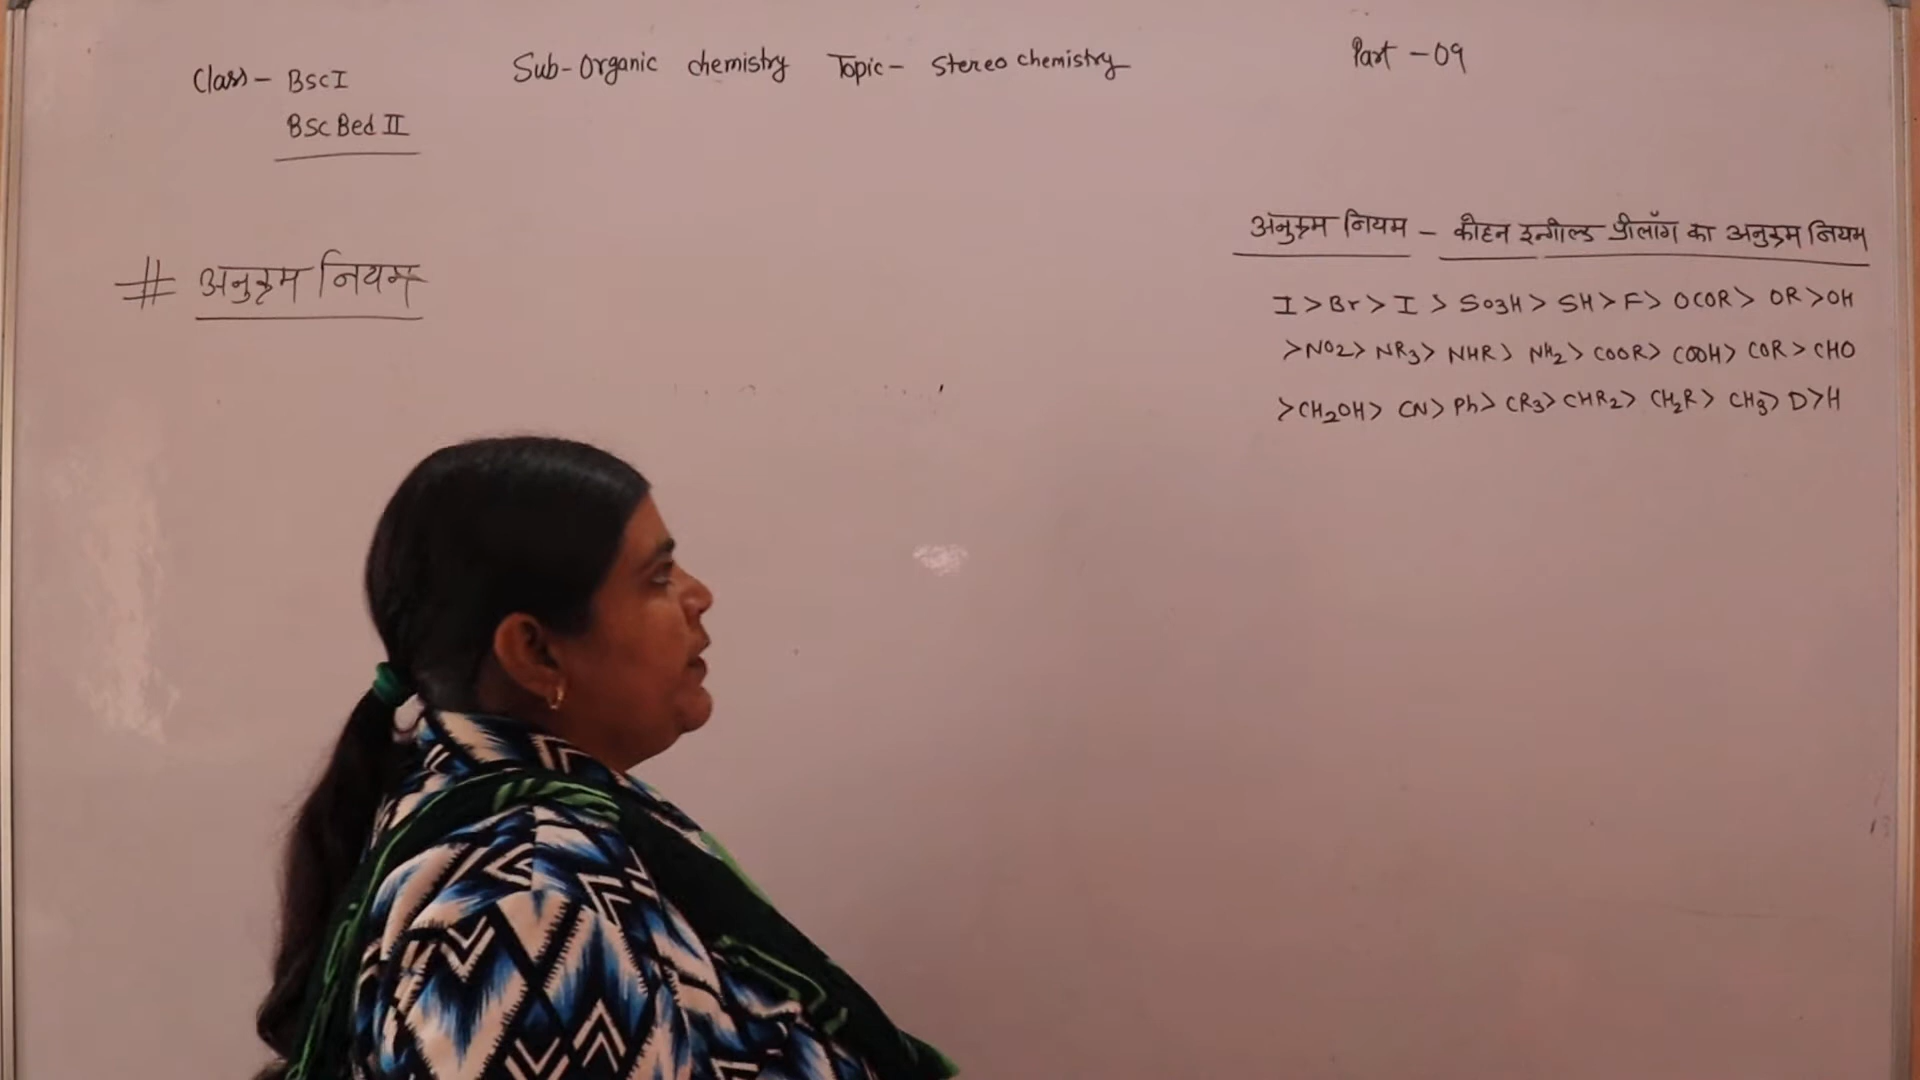 Class - BSc I
BSc Bed II
Sub - Organic chemistry Topic - Stereo chemistry
Part - 09
# अनुक्रम नियम
अनुक्रम नियम - कॉहन इन्गोल्ड प्रीलॉग का अनुक्रम नियम
I > Br > I > SO3H > SH > F > OCOR > OR > OH
> NO2 > NR3 > NHR > NH2 > COOR > COOH > COR > CHO
> CH2OH > CN > Ph > CR3 > CHR2 > CH2R > CH3 > D > H